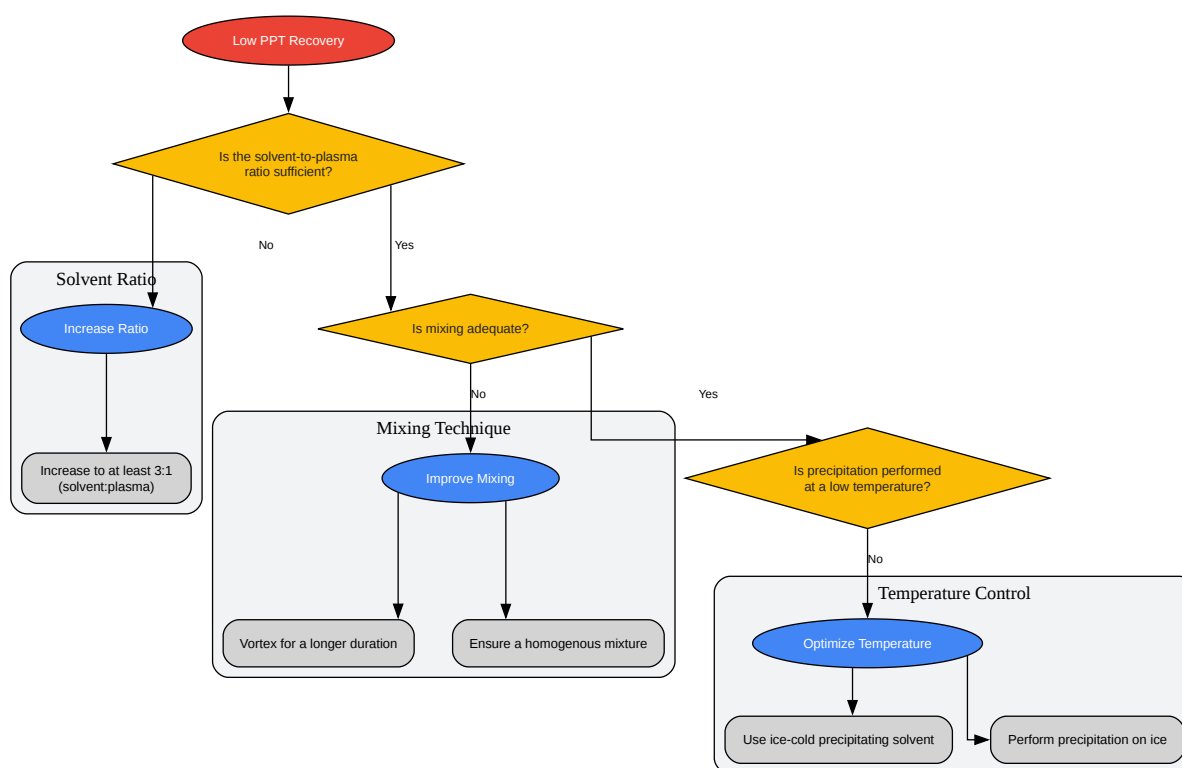 Low PPT Recovery
Is the solvent-to-plasma
ratio sufficient?
No
Yes
Solvent Ratio
Increase Ratio
Increase to at least 3:1
(solvent:plasma)
Is mixing adequate?
No
Yes
Mixing Technique
Improve Mixing
Vortex for a longer duration
Ensure a homogenous mixture
Is precipitation performed
at a low temperature?
No
Temperature Control
Optimize Temperature
Use ice-cold precipitating solvent
Perform precipitation on ice